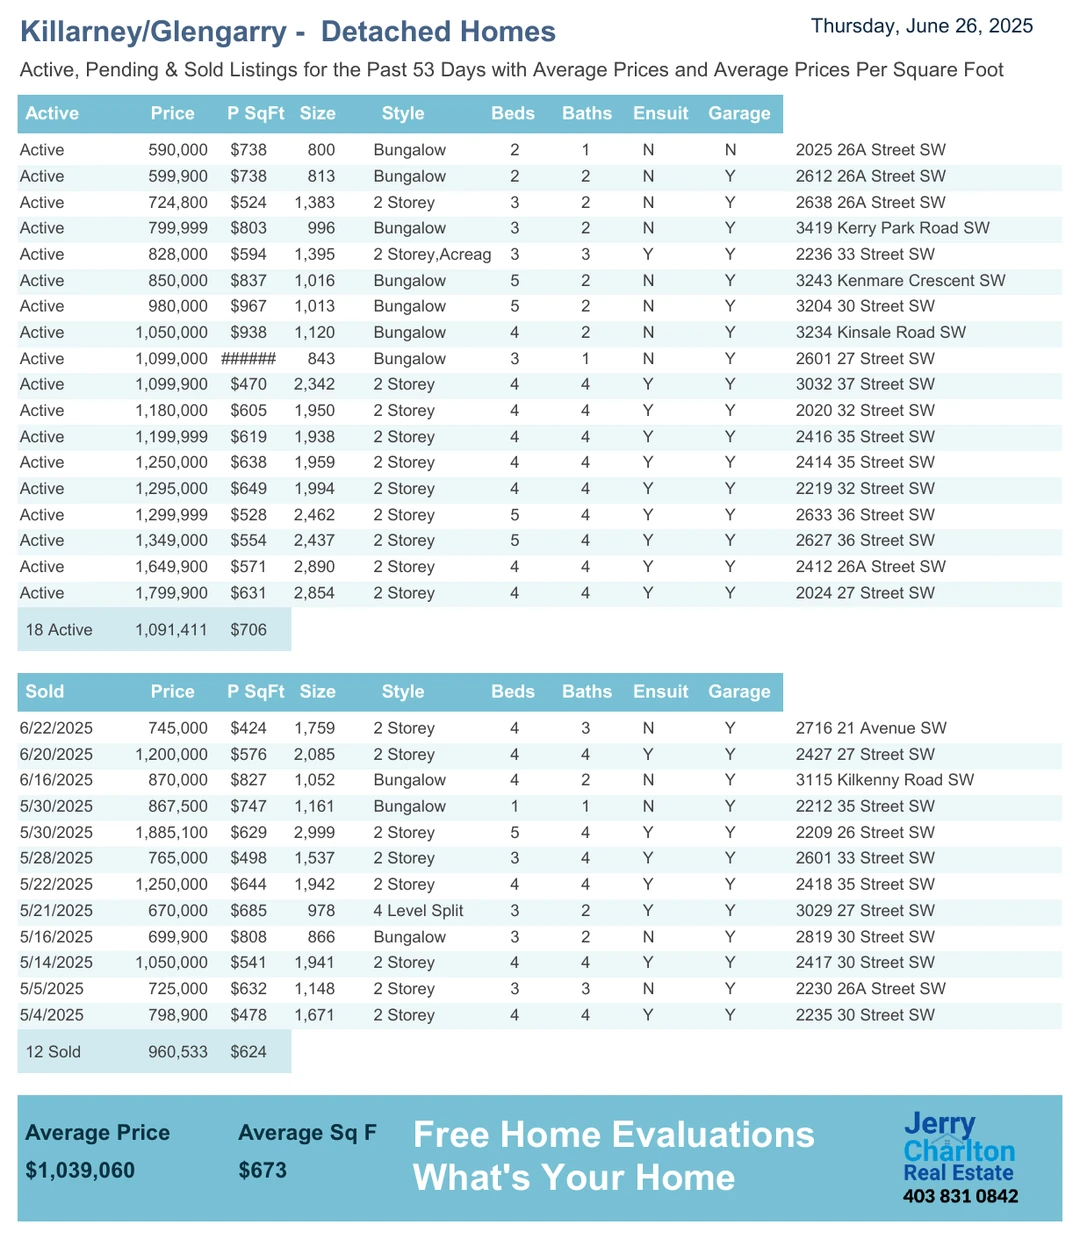 Killarney/Glengarry - Detached Homes
Thursday, June 26, 2025
Active, Pending & Sold Listings for the Past 53 Days with Average Prices and Average Prices Per Square Foot
Active Price P SqFt Size Style Beds Baths Ensuit Garage
Active 590,000 $738 800 Bungalow 2 1 N N 2025 26A Street SW
Active 599,900 $738 813 Bungalow 2 2 N Y 2612 26A Street SW
Active 724,800 $524 1,383 2 Storey 3 2 N Y 2638 26A Street SW
Active 799,999 $803 996 Bungalow 3 2 N Y 3419 Kerry Park Road SW
Active 828,000 $594 1,395 2 Storey,Acreag 3 3 Y Y 2236 33 Street SW
Active 850,000 $837 1,016 Bungalow 5 2 N Y 3243 Kenmare Crescent SW
Active 980,000 $967 1,013 Bungalow 5 2 N Y 3204 30 Street SW
Active 1,050,000 $938 1,120 Bungalow 4 2 N Y 3234 Kinsale Road SW
Active 1,099,000 ###### 843 Bungalow 3 1 N Y 2601 27 Street SW
Active 1,099,900 $470 2,342 2 Storey 4 4 Y Y 3032 37 Street SW
Active 1,180,000 $605 1,950 2 Storey 4 4 Y Y 2020 32 Street SW
Active 1,199,999 $619 1,938 2 Storey 4 4 Y Y 2416 35 Street SW
Active 1,250,000 $638 1,959 2 Storey 4 4 Y Y 2414 35 Street SW
Active 1,295,000 $649 1,994 2 Storey 4 4 Y Y 2219 32 Street SW
Active 1,299,999 $528 2,462 2 Storey 5 4 Y Y 2633 36 Street SW
Active 1,349,000 $554 2,437 2 Storey 5 4 Y Y 2627 36 Street SW
Active 1,649,900 $571 2,890 2 Storey 4 4 Y Y 2412 26A Street SW
Active 1,799,900 $631 2,854 2 Storey 4 4 Y Y 2024 27 Street SW
18 Active 1,091,411 $706
Sold Price P SqFt Size Style Beds Baths Ensuit Garage
6/22/2025 745,000 $424 1,759 2 Storey 4 3 N Y 2716 21 Avenue SW
6/20/2025 1,200,000 $576 2,085 2 Storey 4 4 Y Y 2427 27 Street SW
6/16/2025 870,000 $827 1,052 Bungalow 4 2 N Y 3115 Kilkenny Road SW
5/30/2025 867,500 $747 1,161 Bungalow 1 1 N Y 2212 35 Street SW
5/30/2025 1,885,100 $629 2,999 2 Storey 5 4 Y Y 2209 26 Street SW
5/28/2025 765,000 $498 1,537 2 Storey 3 4 Y Y 2601 33 Street SW
5/22/2025 1,250,000 $644 1,942 2 Storey 4 4 Y Y 2418 35 Street SW
5/21/2025 670,000 $685 978 4 Level Split 3 2 Y Y 3029 27 Street SW
5/16/2025 699,900 $808 866 Bungalow 3 2 N Y 2819 30 Street SW
5/14/2025 1,050,000 $541 1,941 2 Storey 4 4 Y Y 2417 30 Street SW
5/5/2025 725,000 $632 1,148 2 Storey 3 3 N Y 2230 26A Street SW
5/4/2025 798,900 $478 1,671 2 Storey 4 4 Y Y 2235 30 Street SW
12 Sold 960,533 $624
Average Price Average Sq F
$1,039,060 $673
Free Home Evaluations
What's Your Home
Jerry
Charlton
Real Estate
403 831 0842